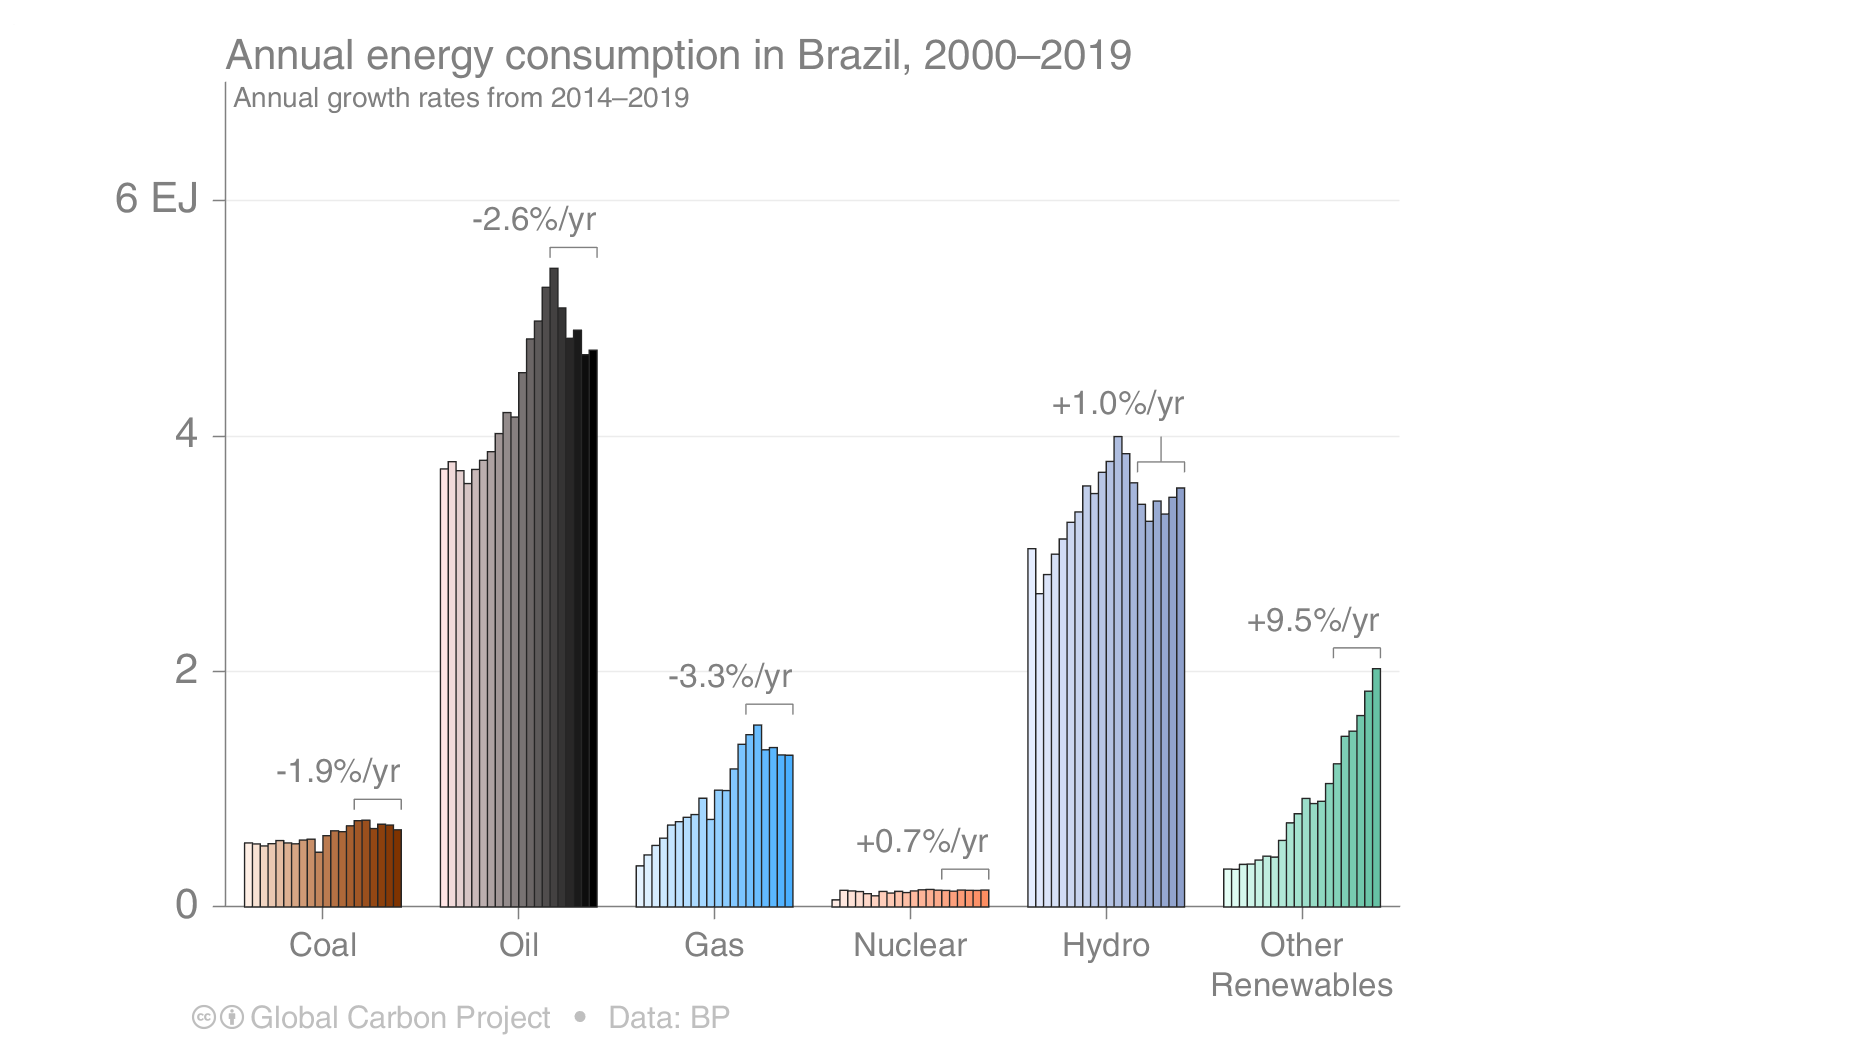 Annual energy consumption in Brazil, 2000–2019
Annual growth rates from 2014–2019
6 EJ
4
2
0
-1.9%/yr
-2.6%/yr
-3.3%/yr
+0.7%/yr
+1.0%/yr
+9.5%/yr
Coal
Oil
Gas
Nuclear
Hydro
Other
Renewables
cc Global Carbon Project • Data: BP